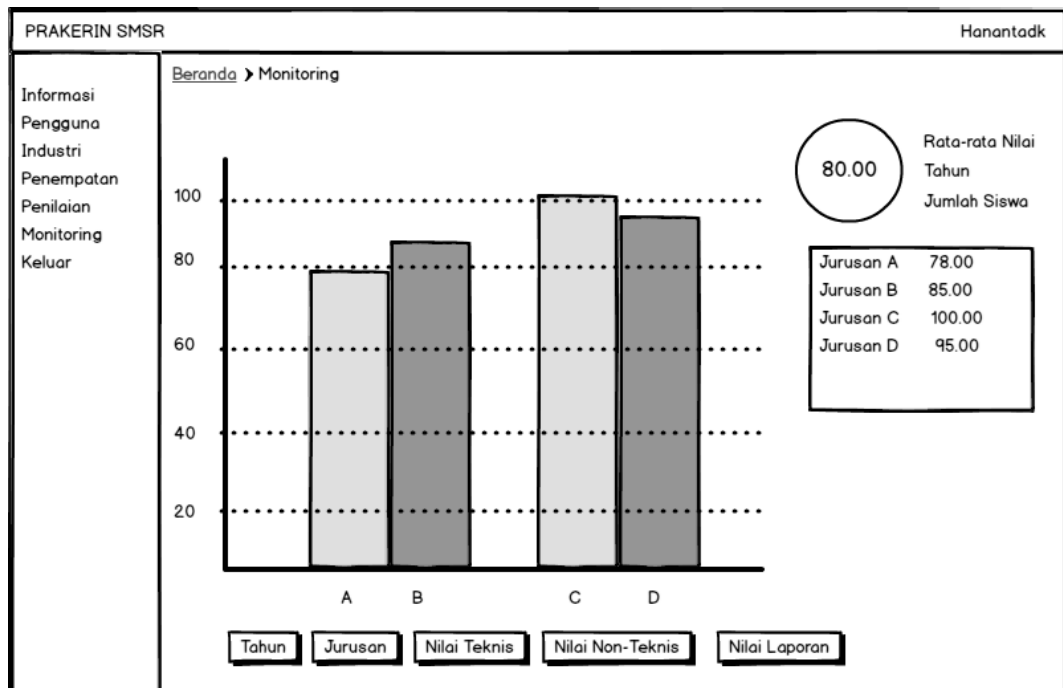 PRAKERIN SMSR
Hanantadk
Informasi
Pengguna
Industri
Penempatan
Penilaian
Monitoring
Keluar
Beranda ❯ Monitoring
100
80
60
40
20
A B C D
80.00
Rata-rata Nilai
Tahun
Jumlah Siswa
Jurusan A 78.00
Jurusan B 85.00
Jurusan C 100.00
Jurusan D 95.00
Tahun Jurusan Nilai Teknis Nilai Non-Teknis Nilai Laporan